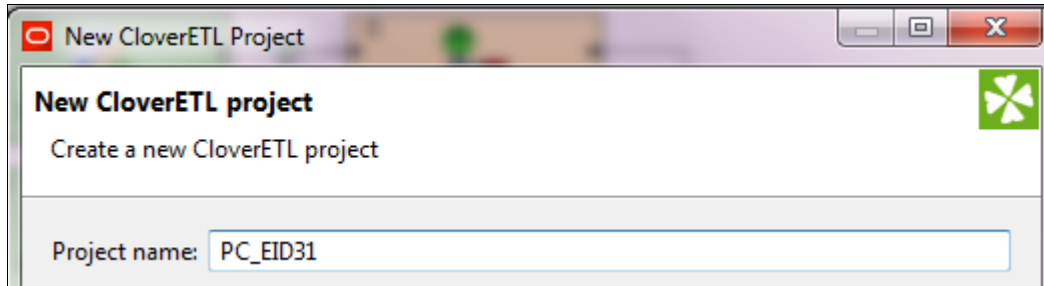 New CloverETL Project
New CloverETL project
Create a new CloverETL project
Project name: PC_EID31